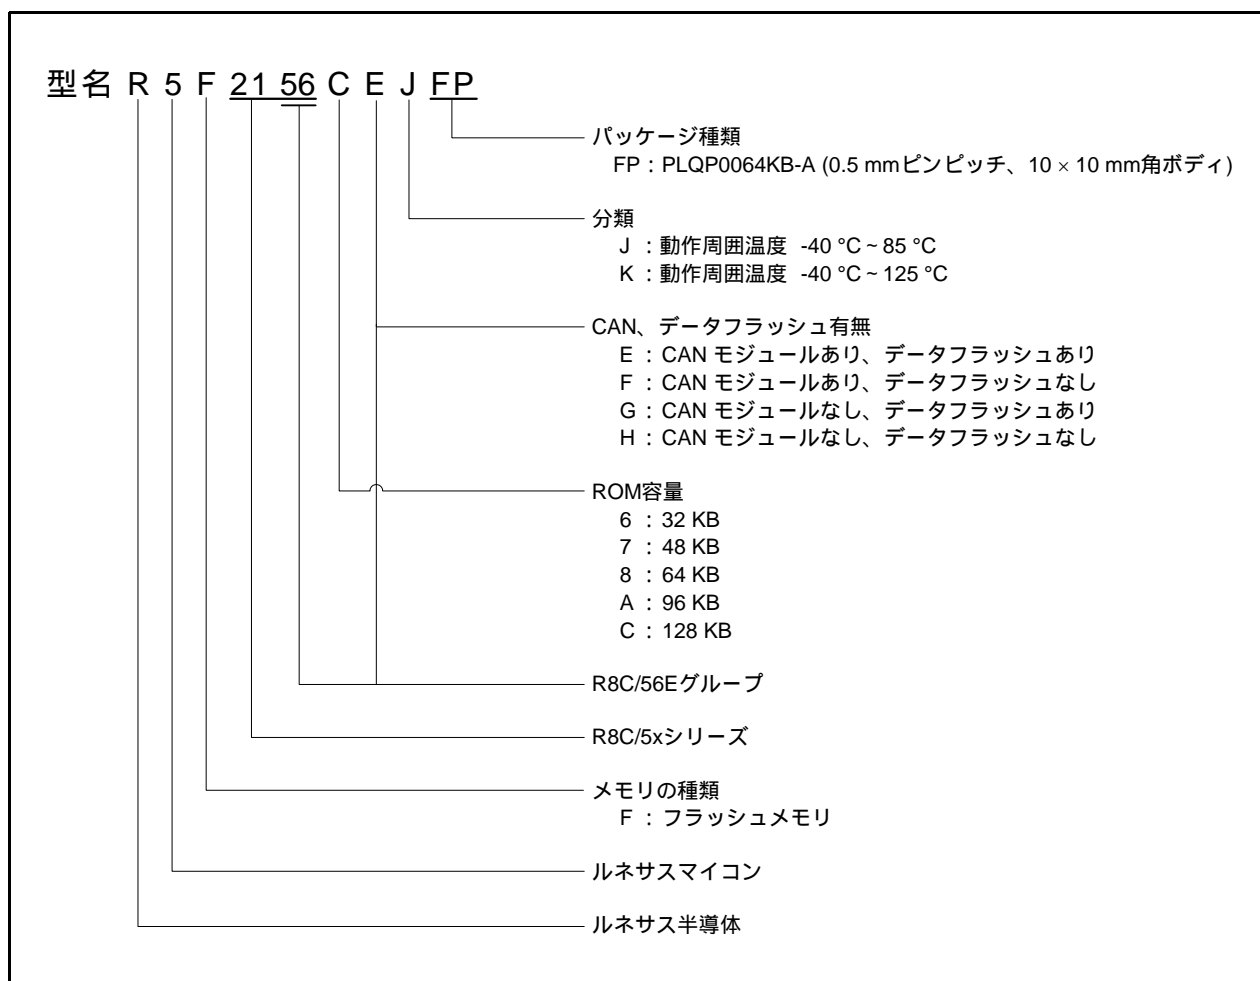 型名 R 5 F 21 56 C E J FP
パッケージ種類
FP : PLQP0064KB-A (0.5 mmピンピッチ、10 × 10 mm角ボディ)
分類
J : 動作周囲温度 -40 °C ~ 85 °C
K : 動作周囲温度 -40 °C ~ 125 °C
CAN、データフラッシュ有無
E : CAN モジュールあり、データフラッシュあり
F : CAN モジュールあり、データフラッシュなし
G : CAN モジュールなし、データフラッシュあり
H : CAN モジュールなし、データフラッシュなし
ROM容量
6 : 32 KB
7 : 48 KB
8 : 64 KB
A : 96 KB
C : 128 KB
R8C/56Eグループ
R8C/5xシリーズ
メモリの種類
F : フラッシュメモリ
ルネサスマイコン
ルネサス半導体